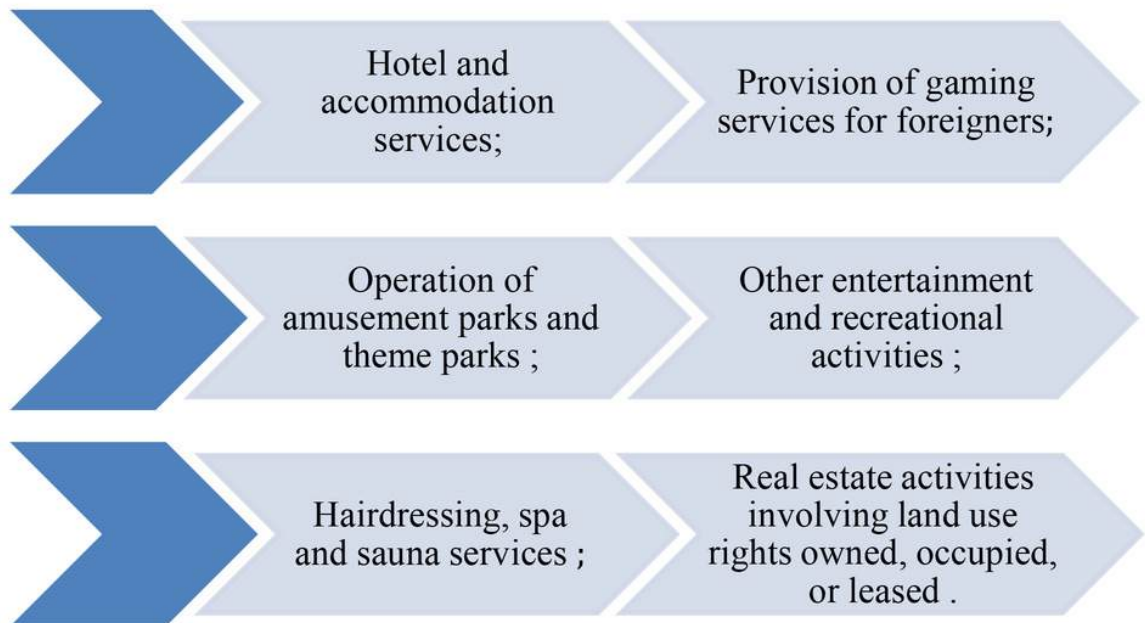 Hotel and
accommodation
services;
Provision of gaming
services for foreigners;
Operation of
amusement parks and
theme parks ;
Other entertainment
and recreational
activities ;
Hairdressing, spa
and sauna services ;
Real estate activities
involving land use
rights owned, occupied,
or leased .